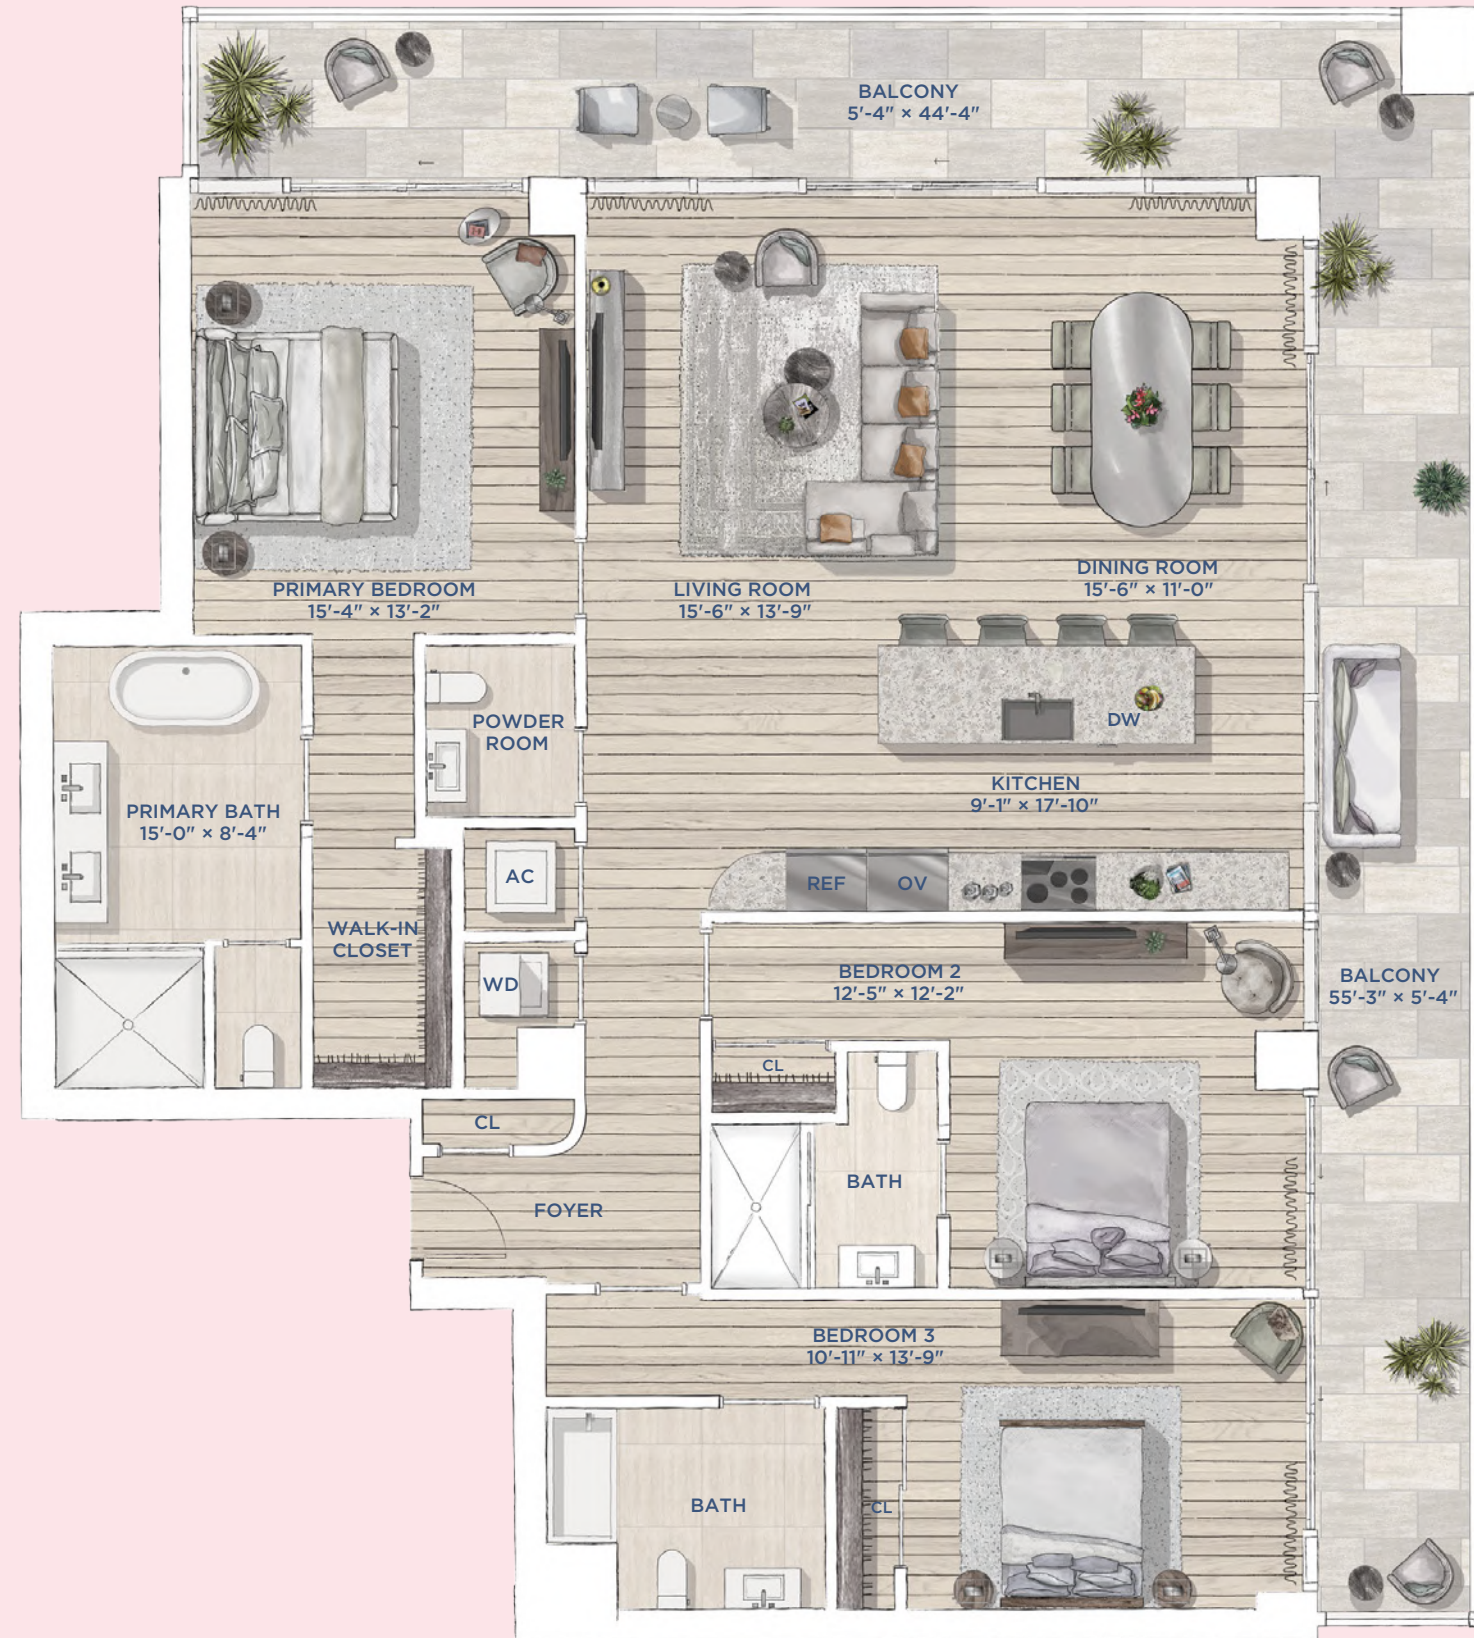 BALCONY
5'-4" × 44'-4"
PRIMARY BEDROOM
15'-4" × 13'-2"
LIVING ROOM
15'-6" × 13'-9"
DINING ROOM
15'-6" × 11'-0"
POWDER
ROOM
DW
KITCHEN
9'-1" × 17'-10"
PRIMARY BATH
15'-0" × 8'-4"
AC
REF
OV
WALK-IN
CLOSET
WD
BEDROOM 2
12'-5" × 12'-2"
BALCONY
55'-3" × 5'-4"
CL
CL
BATH
FOYER
BEDROOM 3
10'-11" × 13'-9"
BATH
CL